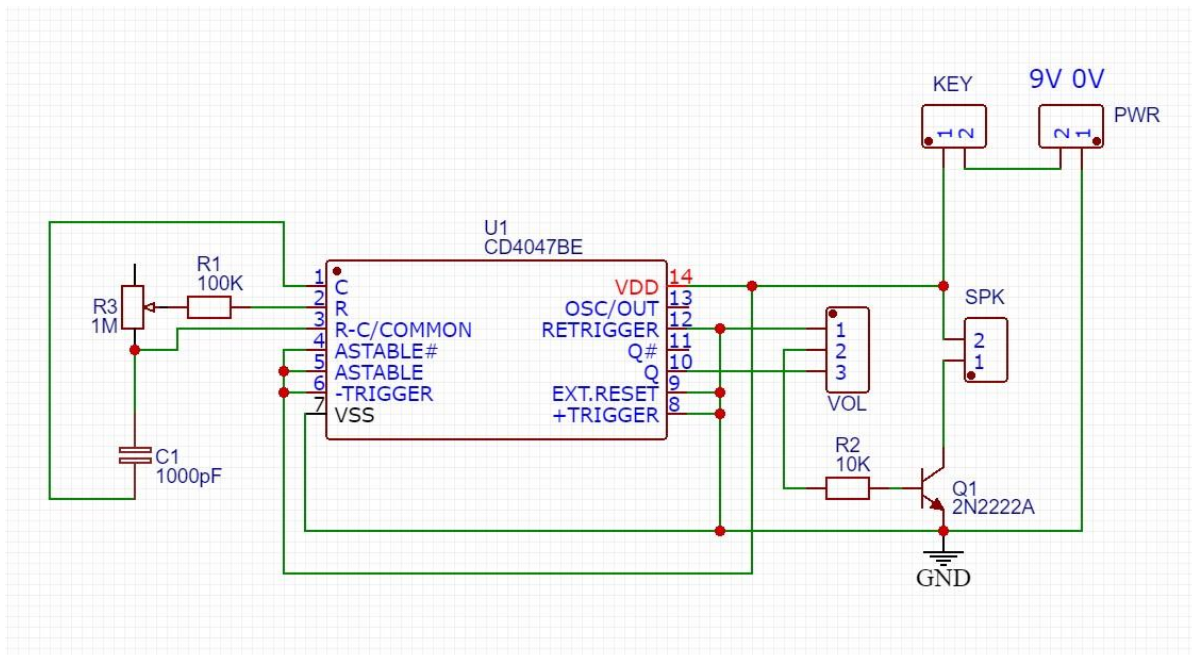 KEY
9V 0V
PWR
1 2
2 1
U1
CD4047BE
R1
100K
R3
1M
1
C
2
R
3
R-C/COMMON
4
ASTABLE#
5
ASTABLE
6
-TRIGGER
7
VSS
14
VDD
13
OSC/OUT
12
RETRIGGER
11
Q#
10
Q
9
EXT.RESET
8
+TRIGGER
SPK
2
1
1
2
3
VOL
C1
1000pF
R2
10K
Q1
2N2222A
GND